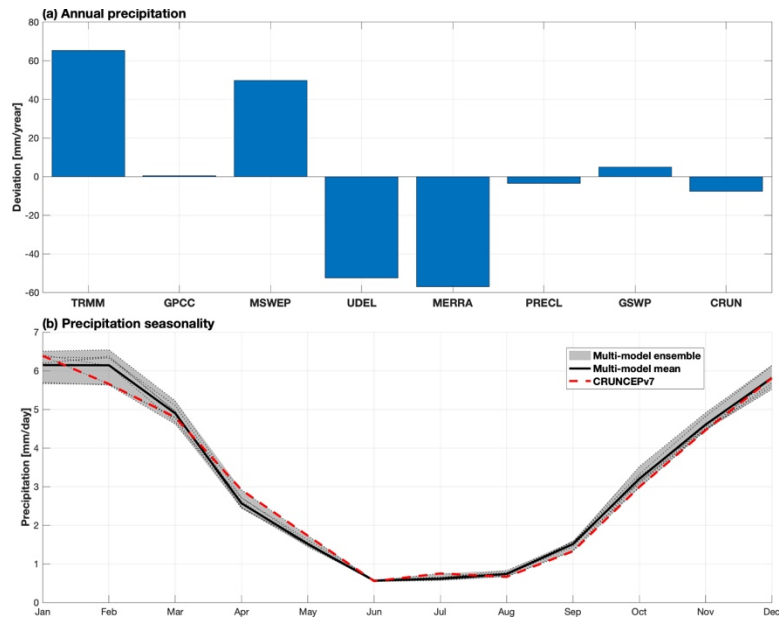 (a) Annual precipitation
80
60
40
20
0
-20
-40
-60
Deviation [mm/yrear]
TRMM GPCC MSWEP UDEL MERRA PRECL GSWP CRUN
(b) Precipitation seasonality
7
6
5
4
3
2
1
0
Precipitation [mm/day]
Multi-model ensemble
Multi-model mean
CRUNCEPv7
Jan Feb Mar Apr May Jun Jul Aug Sep Oct Nov Dec